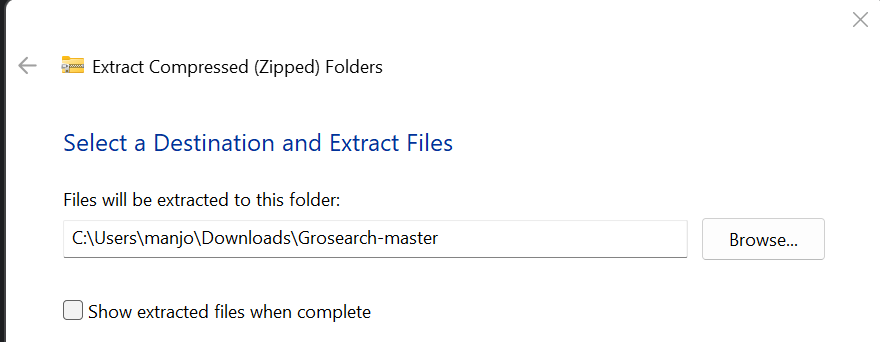 Extract Compressed (Zipped) Folders
Select a Destination and Extract Files
Files will be extracted to this folder:
C:\Users\manjo\Downloads\Grosearch-master
Browse...
Show extracted files when complete